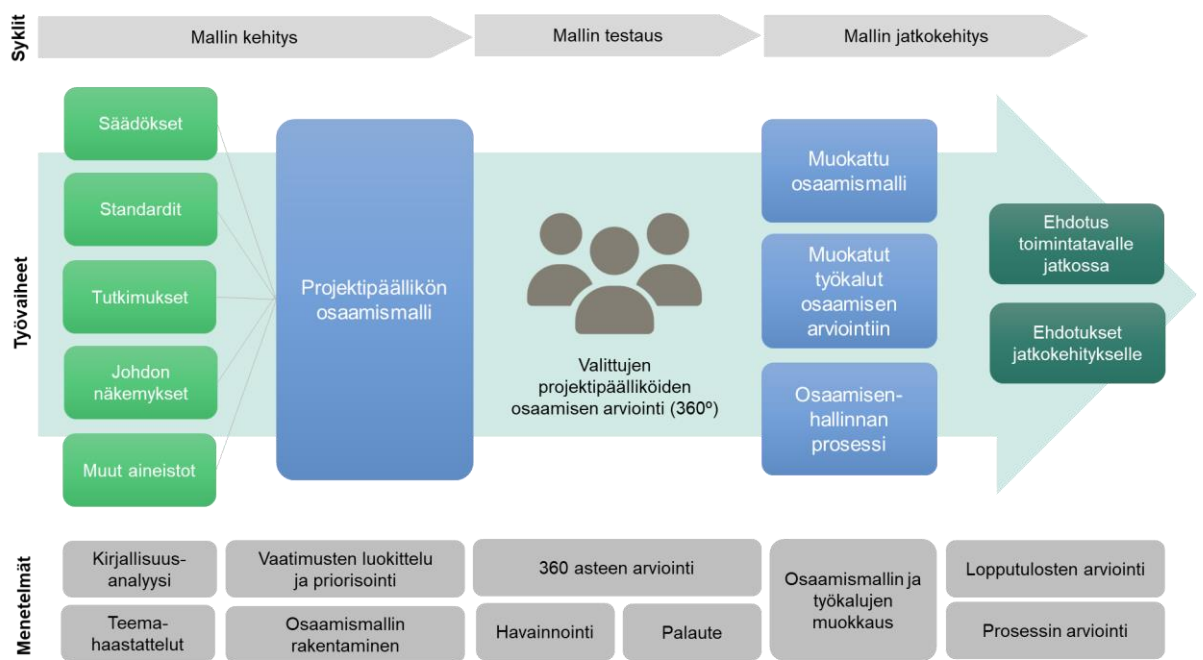 Syklit
Mallin kehitys
Mallin testaus
Mallin jatkokehitys
Työvaiheet
Säädökset
Standardit
Tutkimukset
Johdon
näkemykset
Muut aineistot
Projektipäällikön
osaamismalli
Valittujen
projektipäälliköiden
osaamisen arviointi (360º)
Muokattu
osaamismalli
Muokatut
työkalut
osaamisen
arviointiin
Osaamisen-
hallinnan
prosessi
Ehdotus
toimintatavalle
jatkossa
Ehdotukset
jatkokehitykselle
Menetelmät
Kirjallisuus-
analyysi
Teema-
haastattelut
Vaatimusten luokittelu
ja priorisointi
Osaamismallin
rakentaminen
360 asteen arviointi
Havainnointi
Palaute
Osaamismallin ja
työkalujen
muokkaus
Lopputulosten arviointi
Prosessin arviointi